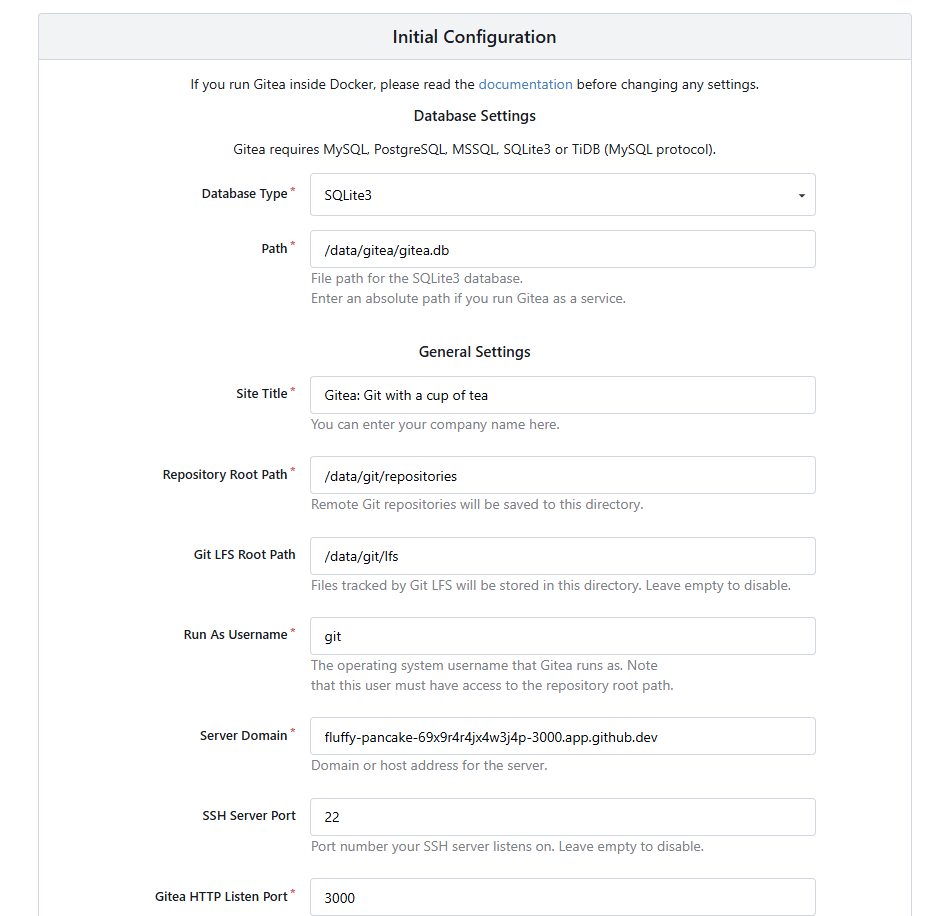 Initial Configuration
If you run Gitea inside Docker, please read the documentation before changing any settings.
Database Settings
Gitea requires MySQL, PostgreSQL, MSSQL, SQLite3 or TiDB (MySQL protocol).
Database Type *
SQLite3
Path *
/data/gitea/gitea.db
File path for the SQLite3 database.
Enter an absolute path if you run Gitea as a service.
General Settings
Site Title *
Gitea: Git with a cup of tea
You can enter your company name here.
Repository Root Path *
/data/git/repositories
Remote Git repositories will be saved to this directory.
Git LFS Root Path
/data/git/lfs
Files tracked by Git LFS will be stored in this directory. Leave empty to disable.
Run As Username *
git
The operating system username that Gitea runs as. Note
that this user must have access to the repository root path.
Server Domain *
fluffy-pancake-69x9r4r4jx4w3j4p-3000.app.github.dev
Domain or host address for the server.
SSH Server Port
22
Port number your SSH server listens on. Leave empty to disable.
Gitea HTTP Listen Port *
3000